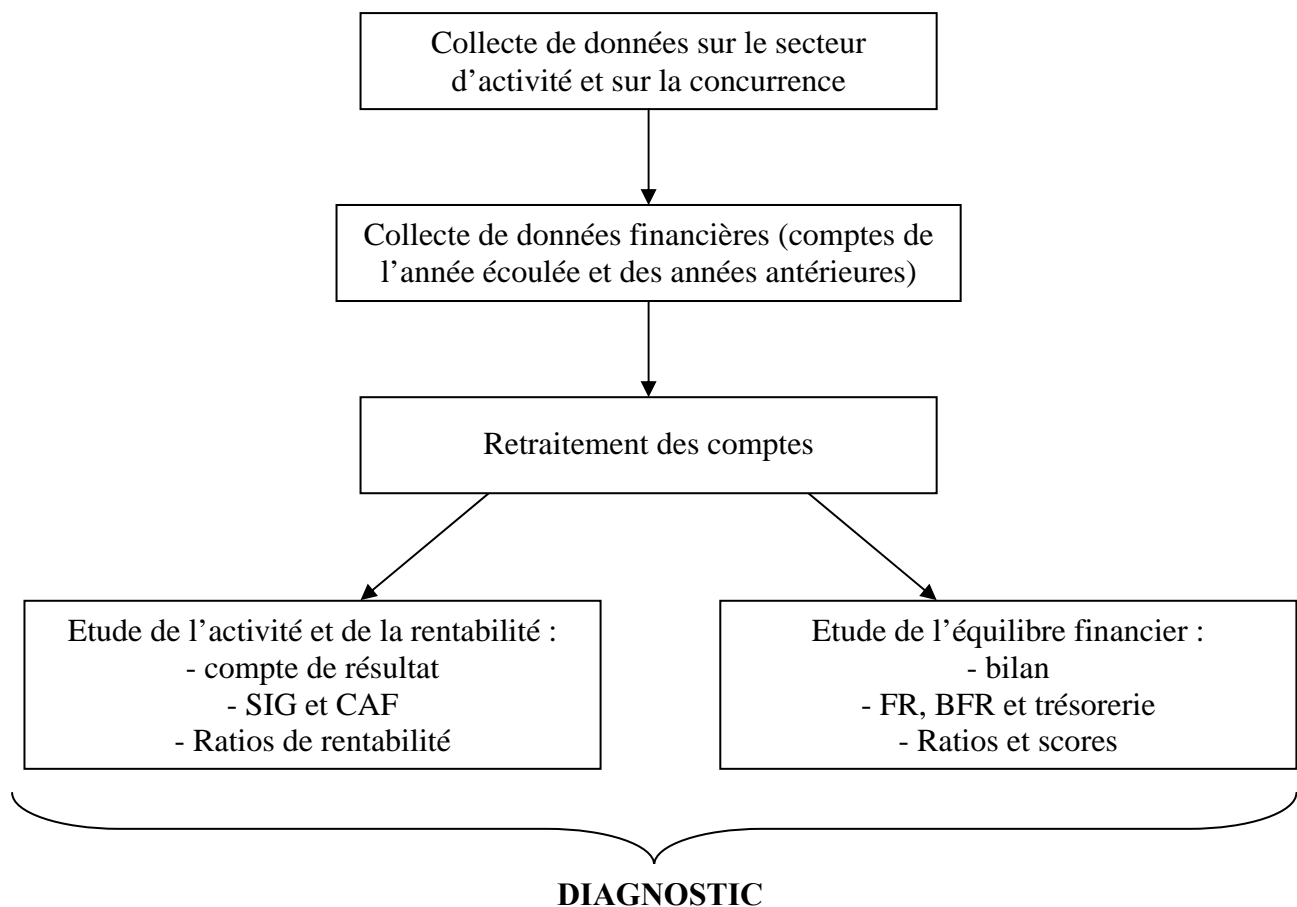 Collecte de données sur le secteur
d’activité et sur la concurrence
Collecte de données financières (comptes de
l’année écoulée et des années antérieures)
Retraitement des comptes
Etude de l’activité et de la rentabilité :
- compte de résultat
- SIG et CAF
- Ratios de rentabilité
Etude de l’équilibre financier :
- bilan
- FR, BFR et trésorerie
- Ratios et scores
DIAGNOSTIC